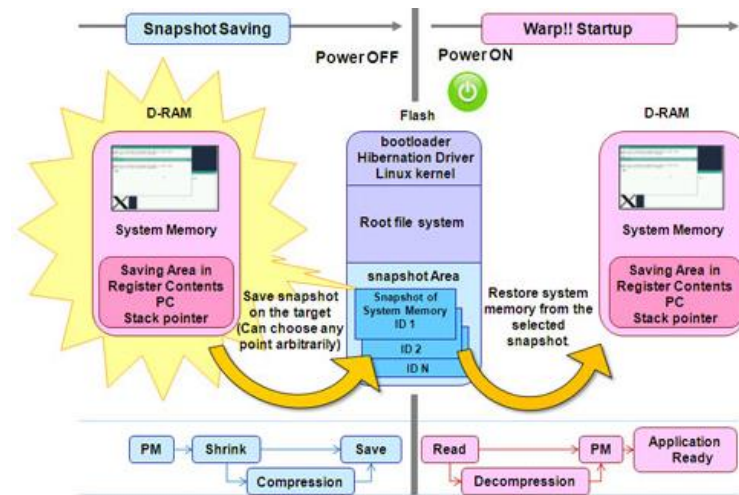 Snapshot Saving
Warp!! Startup
Power OFF
Power ON
D-RAM
System Memory
Saving Area in
Register Contents
PC
Stack pointer
Save snapshot
on the target
(Can choose any
point arbitrarily)
Flash
bootloader
Hibernation Driver
Linux kernel
Root file system
snapshot Area
Snapshot of
System Memory
ID 1
ID 2
ID N
Restore system
memory from the
selected
snapshot
D-RAM
System Memory
Saving Area in
Register Contents
PC
Stack pointer
PM
Shrink
Save
Compression
Read
PM
Application
Ready
Decompression